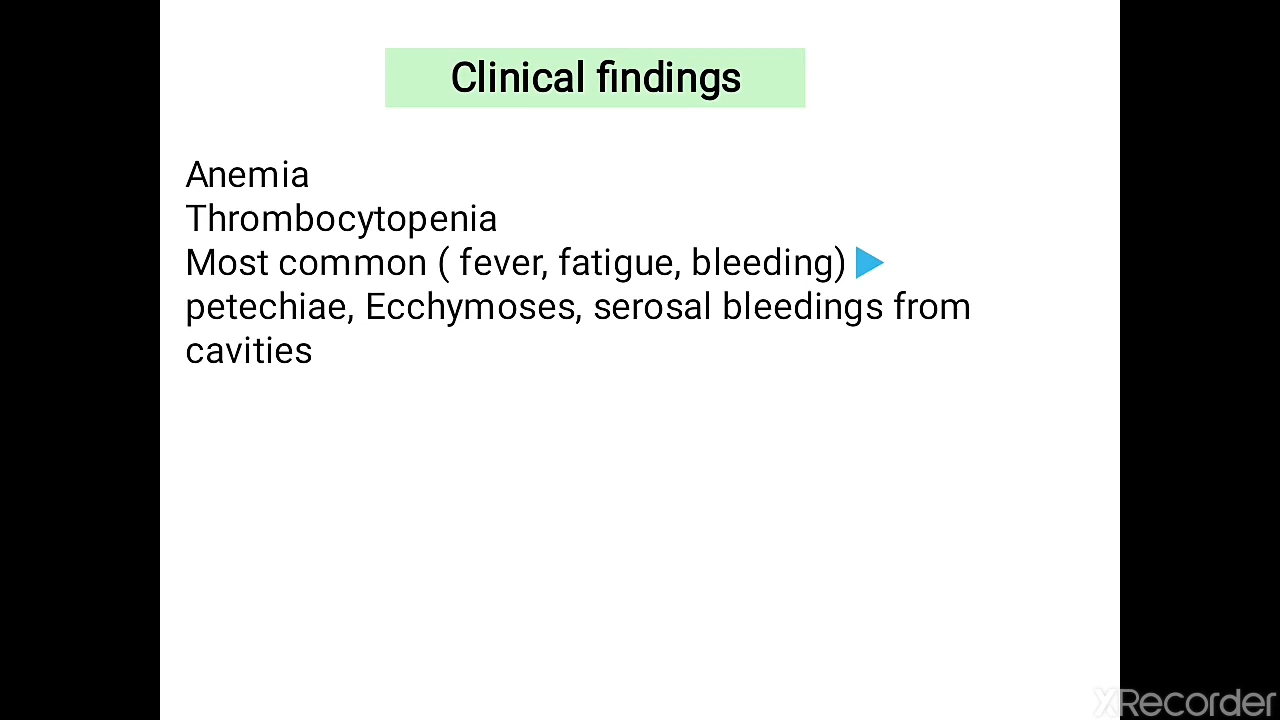 Clinical findings
Anemia
Thrombocytopenia
Most common ( fever, fatigue, bleeding)
petechiae, Ecchymoses, serosal bleedings from
cavities
XRecorder